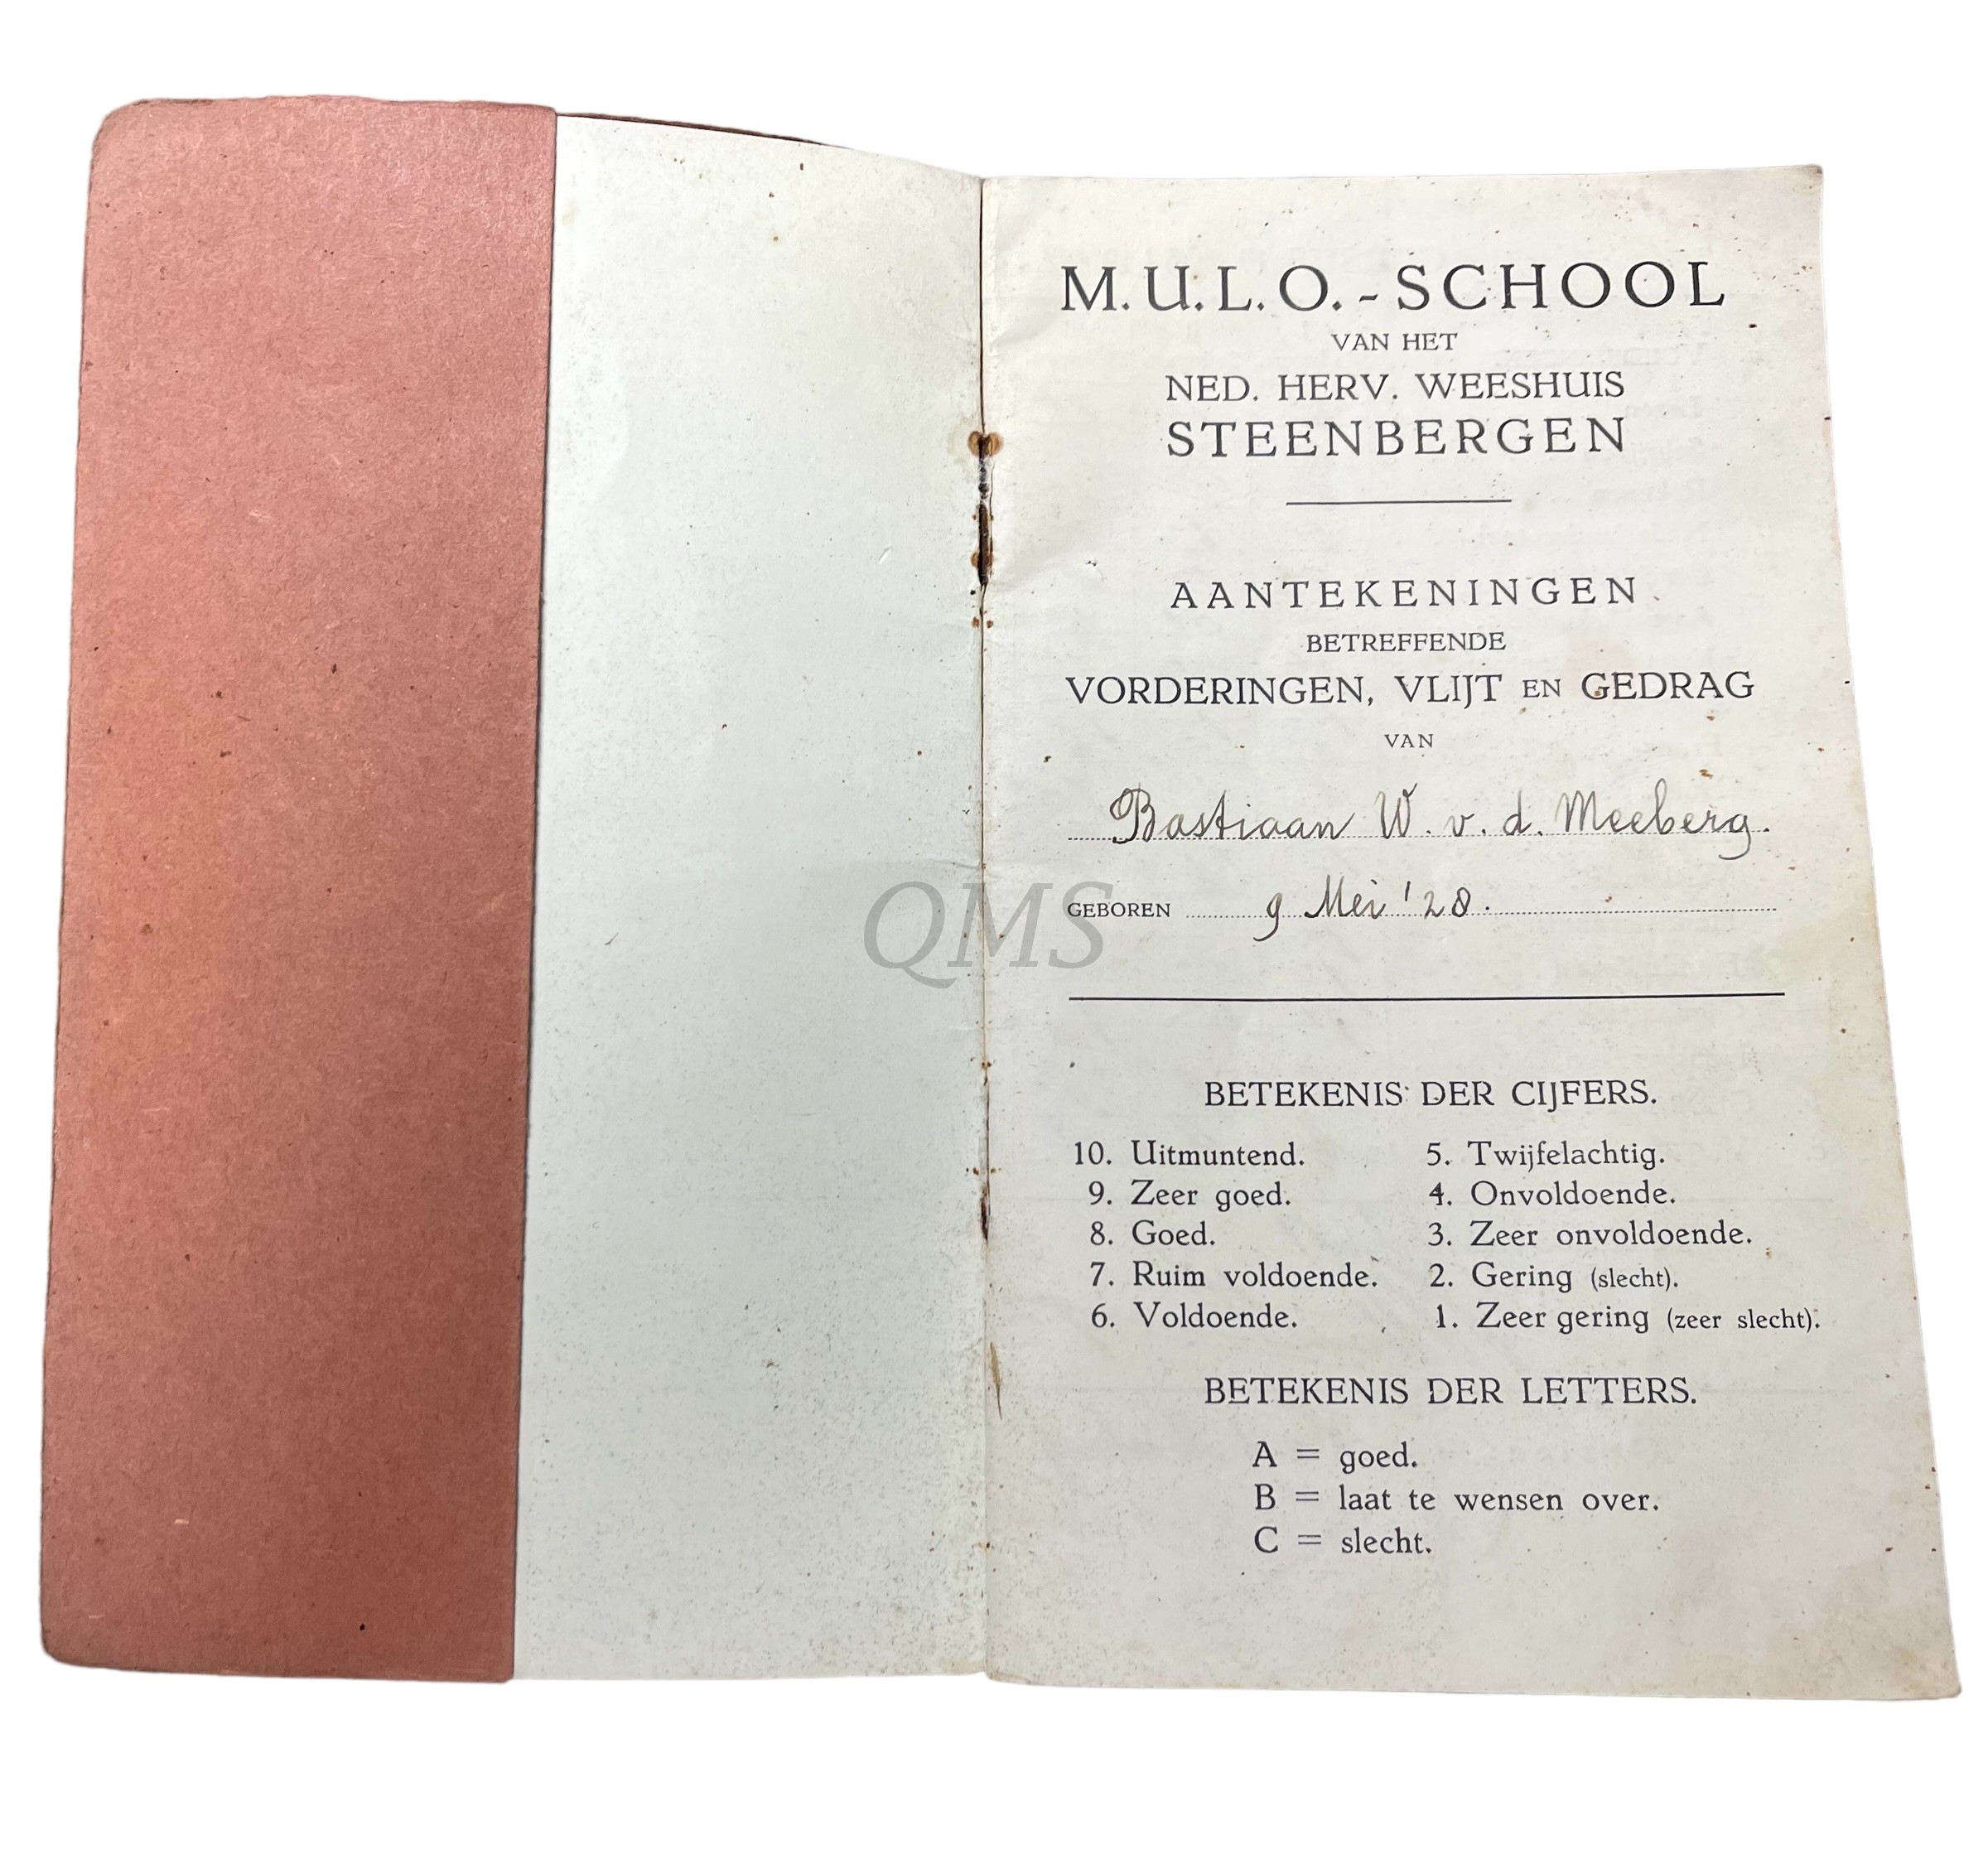 M.U.L.O.-SCHOOL
VAN HET
NED. HERV. WEESHUIS
STEENBERGEN
AANTEKENINGEN
BETREFFENDE
VORDERINGEN, VLIJT EN GEDRAG
VAN
Bastiaan W. v. d. Meeberg.
GEBOREN 9 Mei '28.
QMS
BETEKENIS DER CIJFERS.
10. Uitmuntend. 5. Twijfelachtig.
9. Zeer goed. 4. Onvoldoende.
8. Goed. 3. Zeer onvoldoende.
7. Ruim voldoende. 2. Gering (slecht).
6. Voldoende. 1. Zeer gering (zeer slecht).
BETEKENIS DER LETTERS.
A = goed.
B = laat te wensen over.
C = slecht.